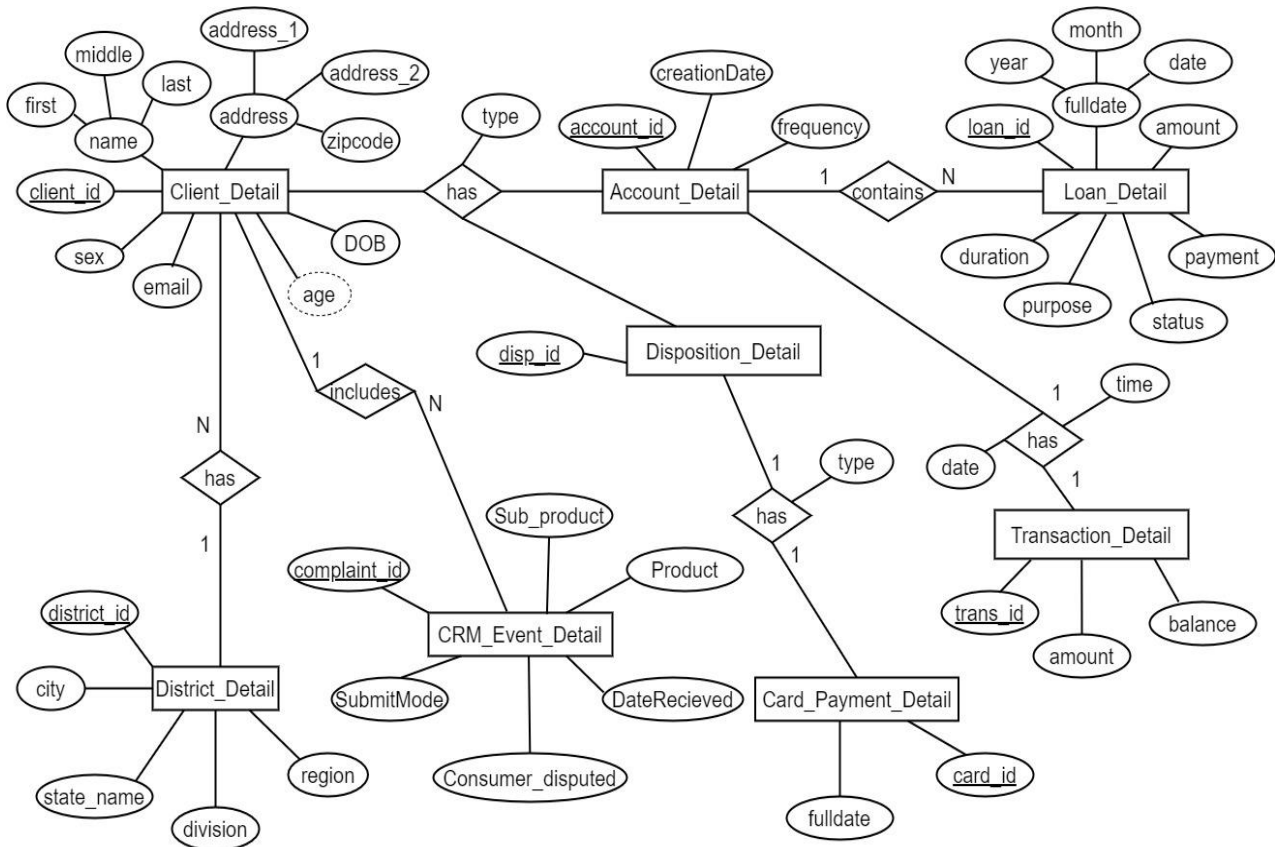 address_1
middle
last
address_2
first
name
address
zipcode
client_id
Client_Detail
sex
email
age
DOB
type
has
creationDate
account_id
frequency
Account_Detail
1
contains
N
month
year
date
fulldate
loan_id
amount
Loan_Detail
duration
payment
purpose
status
disp_id
Disposition_Detail
1
includes
N
N
has
1
1
time
has
date
1
Transaction_Detail
trans_id
amount
balance
1
type
has
1
Sub_product
complaint_id
Product
CRM_Event_Detail
SubmitMode
DateRecieved
Consumer_disputed
district_id
city
District_Detail
state_name
division
region
Card_Payment_Detail
card_id
fulldate